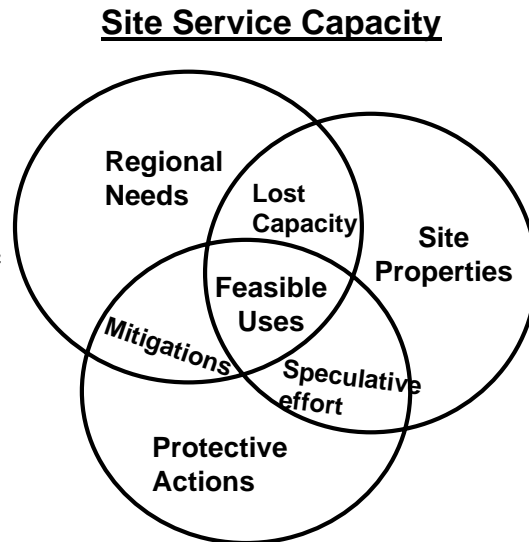 Site Service Capacity
Regional
Needs
Lost
Capacity
Site
Properties
Feasible
Uses
Mitigations
Speculative
effort
Protective
Actions